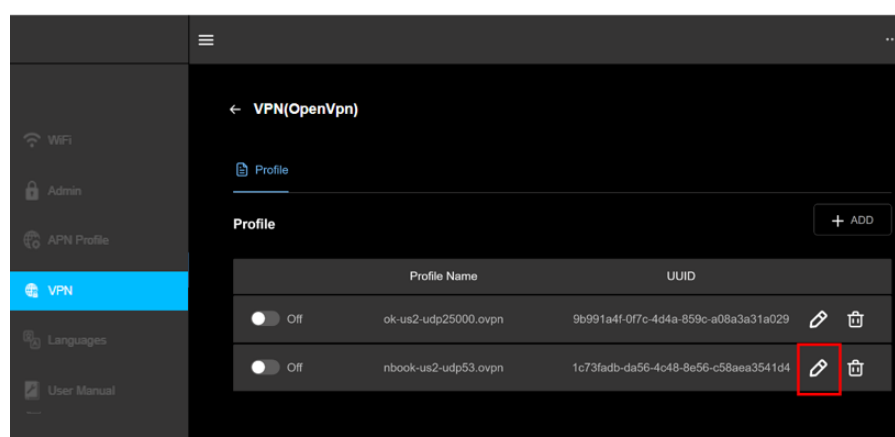 VPN(OpenVpn)
WiFi
Profile
Admin
Profile
+ ADD
APN Profile
Profile Name UUID
VPN
Off ok-us2-udp25000.ovpn 9b991a4f-0f7c-4d4a-859c-a08a3a31a029
Languages
Off nbook-us2-udp53.ovpn 1c73fadb-da56-4c48-8e56-c58aea3541d4
User Manual